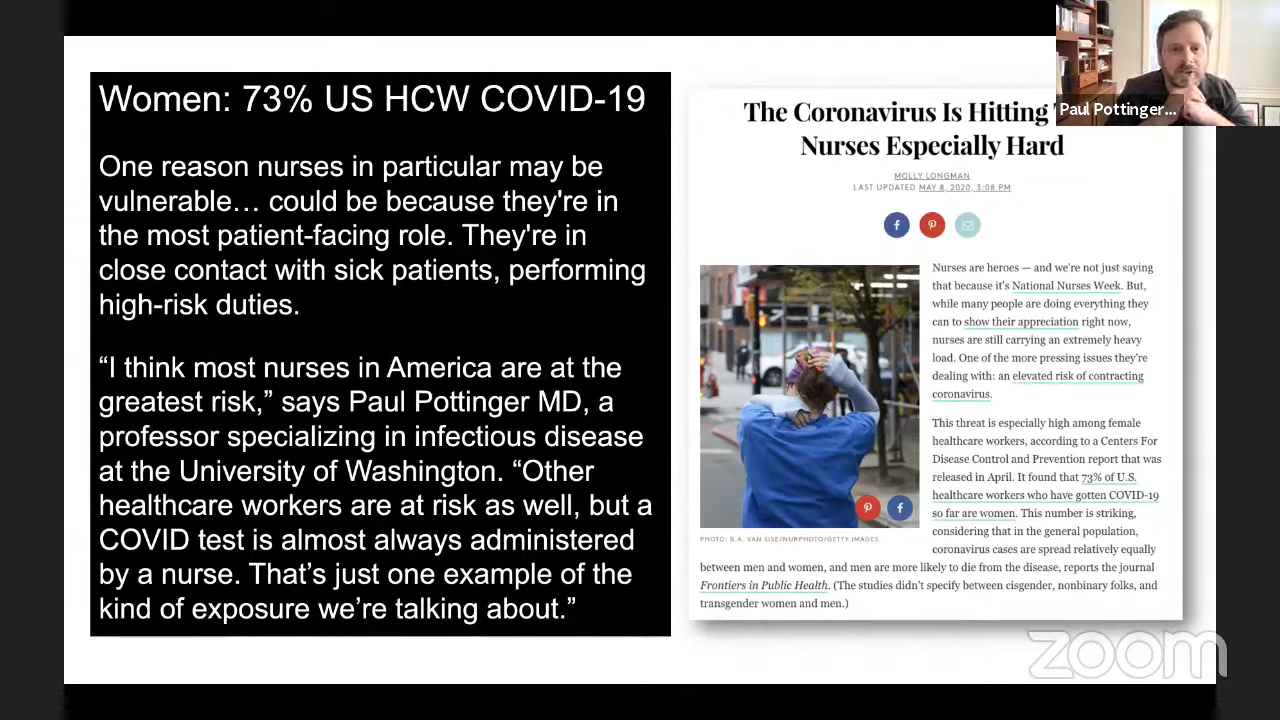 Women: 73% US HCW COVID-19
One reason nurses in particular may be
vulnerable… could be because they're in
the most patient-facing role. They're in
close contact with sick patients, performing
high-risk duties.
“I think most nurses in America are at the
greatest risk,” says Paul Pottinger MD, a
professor specializing in infectious disease
at the University of Washington. “Other
healthcare workers are at risk as well, but a
COVID test is almost always administered
by a nurse. That’s just one example of the
kind of exposure we’re talking about.”
The Coronavirus Is Hitting
Nurses Especially Hard
MOLLY LONGMAN
LAST UPDATED MAY 8, 2020, 3:08 PM
Nurses are heroes — and we're not just saying
that because it's National Nurses Week. But,
while many people are doing everything they
can to show their appreciation right now,
nurses are still carrying an extremely heavy
load. One of the more pressing issues they're
dealing with: an elevated risk of contracting
coronavirus.
This threat is especially high among female
healthcare workers, according to a Centers For
Disease Control and Prevention report that was
released in April. It found that 73% of U.S.
healthcare workers who have gotten COVID-19
so far are women. This number is striking,
considering that in the general population,
coronavirus cases are spread relatively equally
between men and women, and men are more likely to die from the disease, reports the journal
Frontiers in Public Health. (The studies didn't specify between cisgender, nonbinary folks, and
transgender women and men.)
PHOTO: B.A. VAN SISE/NURPHOTO/GETTY IMAGES.
Paul Pottinger...
zoom